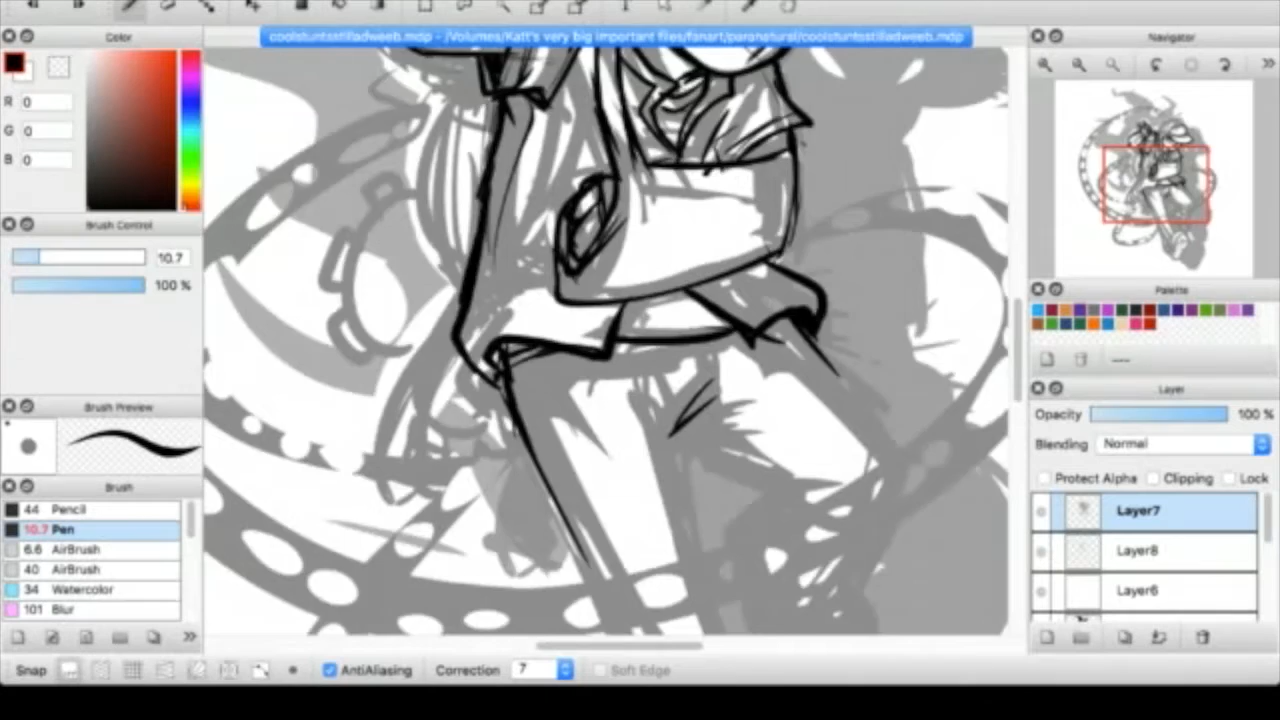 coolstuntsstilladweeb.mdp - /Volumes/Katt's very big important files/fanart/paranatural/coolstuntsstilladweeb.mdp
Color
R 0
G 0
B 0
Brush Control
10.7
100 %
Brush Preview
Brush
44 Pencil
10.7 Pen
6.6 AirBrush
40 AirBrush
34 Watercolor
101 Blur
Navigator
Palette
Layer
Opacity 100 %
Blending Normal
Protect Alpha Clipping Lock
Layer7
Layer8
Layer6
Snap AntiAliasing Correction 7 Soft Edge